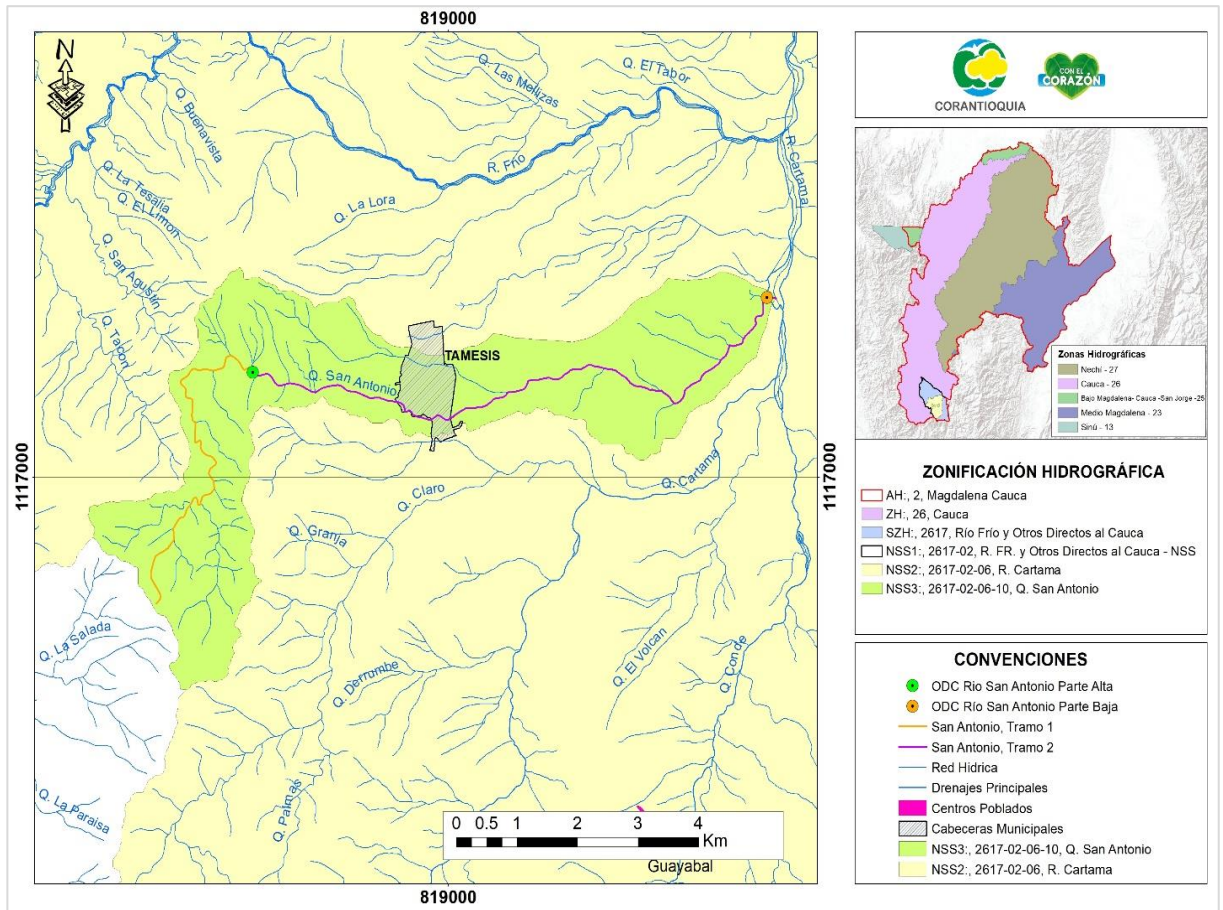 819000
N
1117000
1117000
Q. Las Mellizas
Q. El Tabor
Q. Buenavista
R. Frio
R. Cartama
Q. La Tesalia
Q. El Limon
Q. La Lora
Q. San Agustin
Q. Tacon
TAMESIS
Q. San Antonio
Q. Claro
Q. Cartama
Q. Granja
Q. La Salada
Q. Derrumbe
Q. El Volcan
Q. Conde
Q. La Paraisa
Q. Palmas
0 0.5 1 2 3 4
Km
Guayabal
819000
CORANTIOQUIA
CON EL
CORAZÓN
Zonas Hidrográficas
Nechí - 27
Cauca - 26
Bajo Magdalena- Cauca -San Jorge -25
Medio Magdalena - 23
Sinú - 13
ZONIFICACIÓN HIDROGRÁFICA
AH:, 2, Magdalena Cauca
ZH:, 26, Cauca
SZH:, 2617, Río Frío y Otros Directos al Cauca
NSS1:, 2617-02, R. FR. y Otros Directos al Cauca - NSS
NSS2:, 2617-02-06, R. Cartama
NSS3:, 2617-02-06-10, Q. San Antonio
CONVENCIONES
ODC Rio San Antonio Parte Alta
ODC Río San Antonio Parte Baja
San Antonio, Tramo 1
San Antonio, Tramo 2
Red Hídrica
Drenajes Principales
Centros Poblados
Cabeceras Municipales
NSS3:, 2617-02-06-10, Q. San Antonio
NSS2:, 2617-02-06, R. Cartama